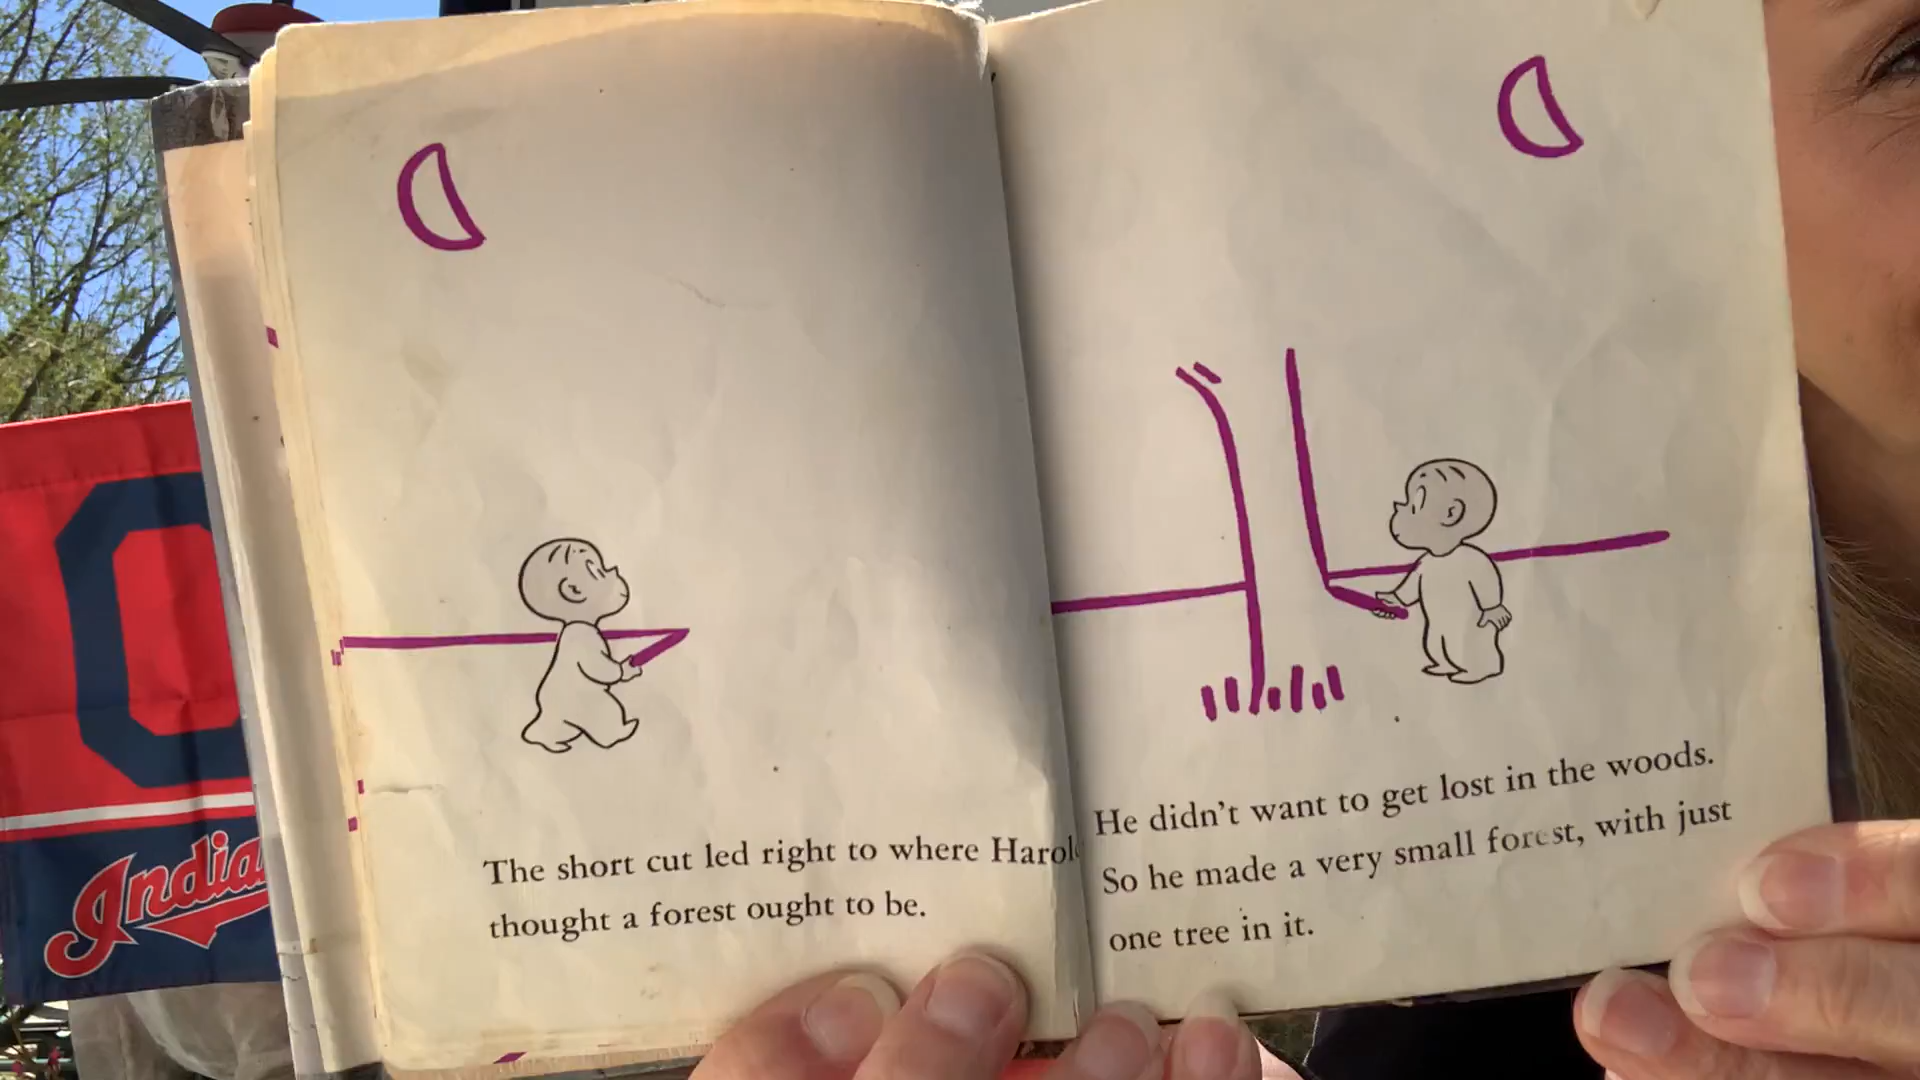 The short cut led right to where Harol
thought a forest ought to be.
He didn't want to get lost in the woods.
So he made a very small forest, with just
one tree in it.
C
India